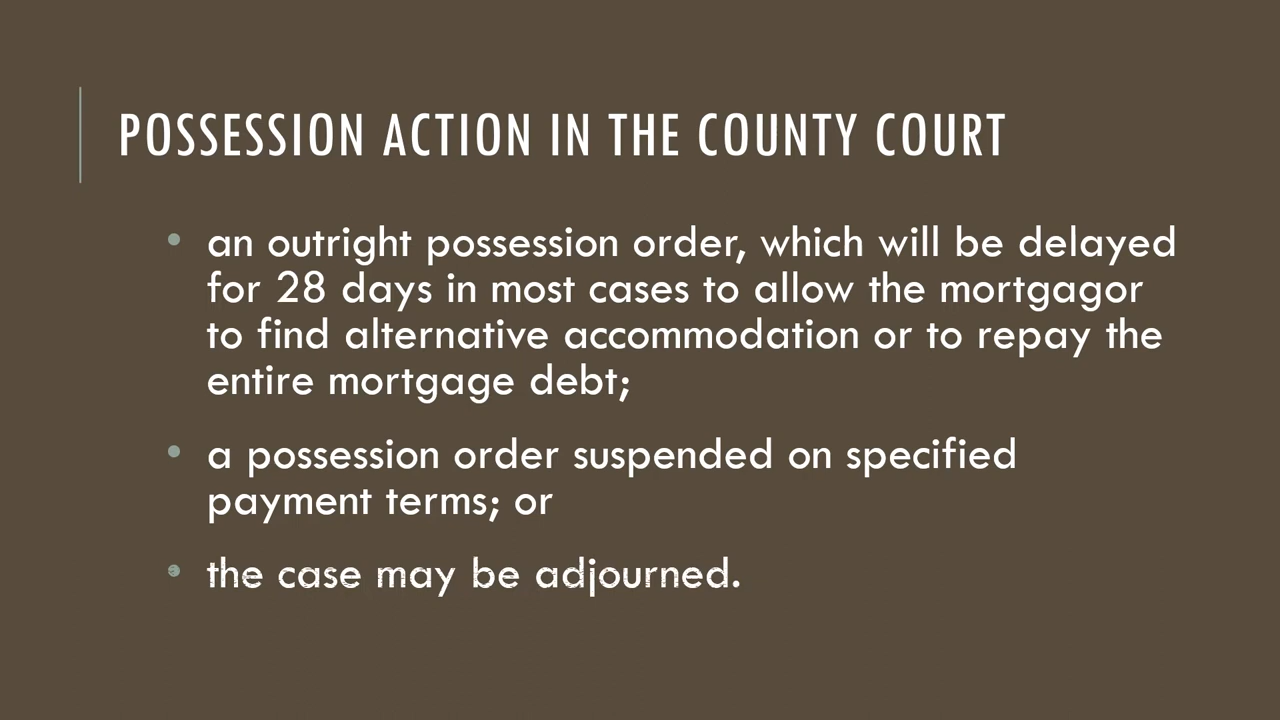 POSSESSION ACTION IN THE COUNTY COURT
• an outright possession order, which will be delayed
for 28 days in most cases to allow the mortgagor
to find alternative accommodation or to repay the
entire mortgage debt;
• a possession order suspended on specified
payment terms; or
• the case may be adjourned.